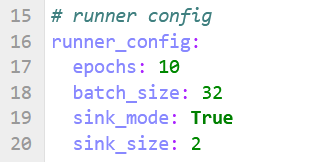 15 # runner config
16 runner_config:
17   epochs: 10
18   batch_size: 32
19   sink_mode: True
20   sink_size: 2